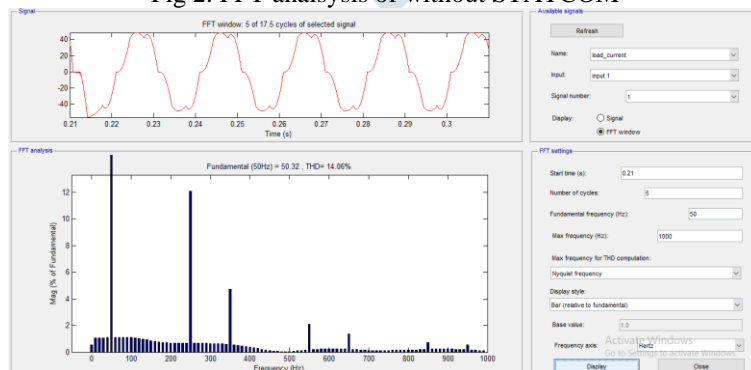 Fig 2. FFT analsysis of without STATCOM
Signal
FFT window: 5 of 17.5 cycles of selected signal
40
20
0
-20
-40
0.21 0.22 0.23 0.24 0.25 0.26 0.27 0.28 0.29 0.3
Time (s)
FFT analysis
Fundamental (50Hz) = 50.32 , THD= 14.06%
Mag (% of Fundamental)
12
10
8
6
4
2
0
0 100 200 300 400 500 600 700 800 900 1000
Frequency (Hz)
Available signals
Refresh
Name: load_current
Input: input 1
Signal number: 1
Display: Signal
FFT window
FFT settings
Start time (s): 0.21
Number of cycles: 5
Fundamental frequency (Hz): 50
Max frequency (Hz): 1000
Max frequency for THD computation:
Nyquist frequency
Display style:
Bar (relative to fundamental)
Base value: 1.0
Frequency axis: Hertz
Activate Windows
Go to Settings to activate Windows.
Display Close